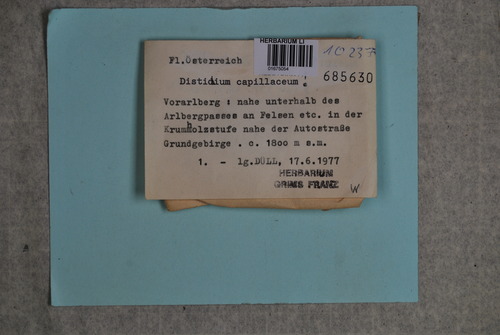 HERBARIUM LI
Fl.Österreich
685630
Distichium capillaceum !
Vorarlberg : nahe unterhalb des
Arlbergpasses an Felsen etc. in der
Krummholzstufe nahe der Autostraße
Grundgebirge . c. 1800 m s.m.
1. - lg.DÜLL, 17.6.1977
HERBARIUM
GRIMS FRANZ
W